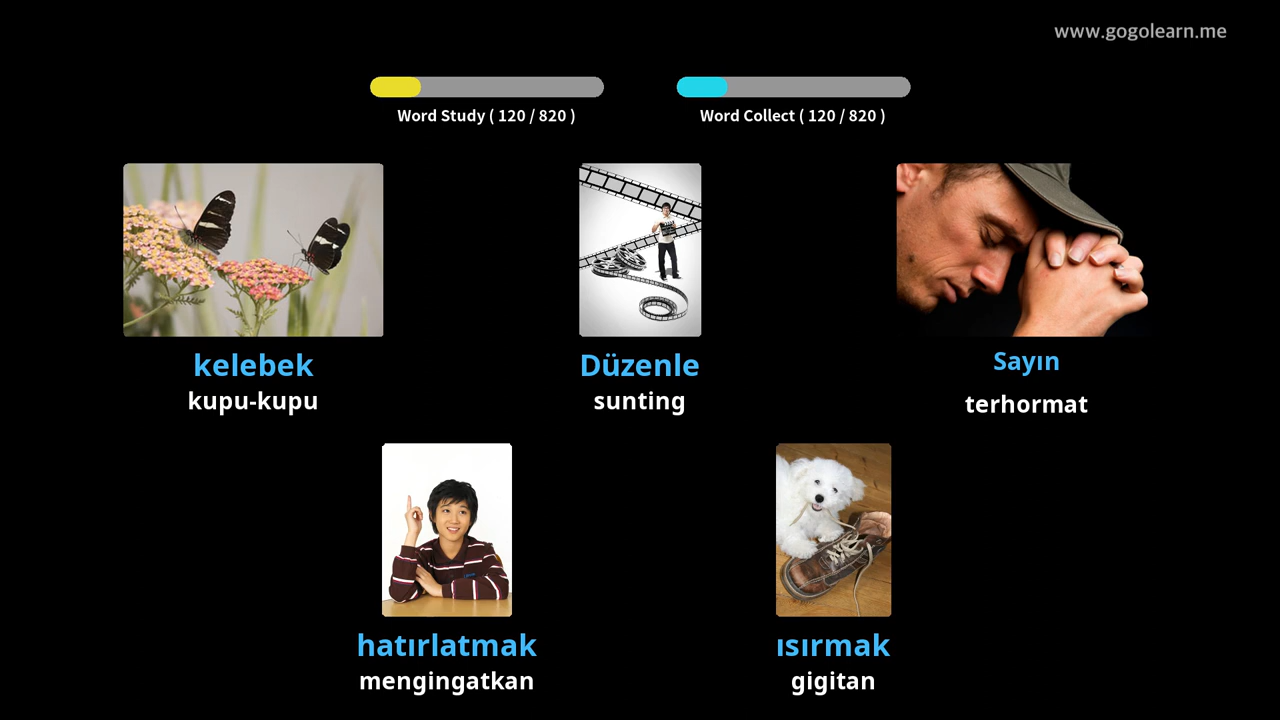 www.gogolearn.me
Word Study ( 120 / 820 )
Word Collect ( 120 / 820 )
kelebek
kupu-kupu
Düzenle
sunting
Sayın
terhormat
hatırlatmak
mengingatkan
ısırmak
gigitan